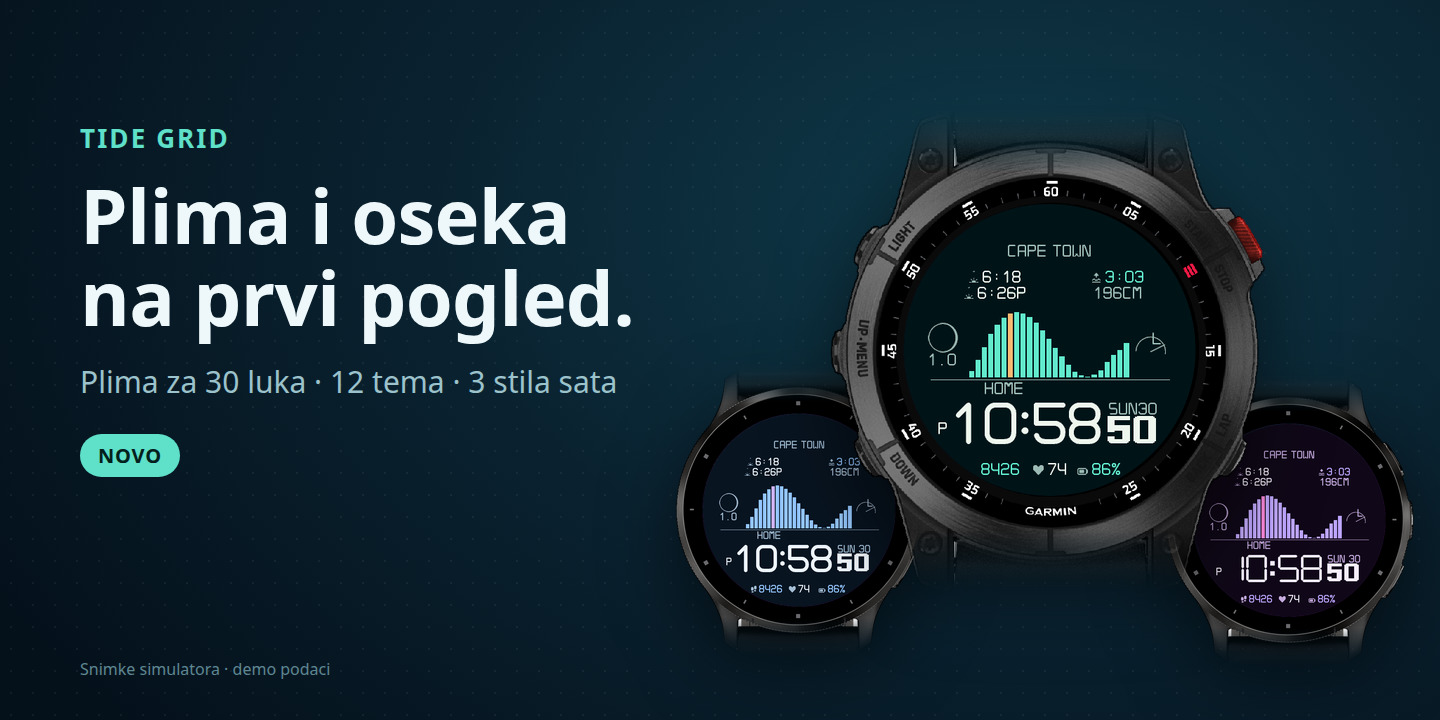 TIDE GRID
Plima i oseka
na prvi pogled.
Plima za 30 luka · 12 tema · 3 stila sata
NOVO
Snimke simulatora · demo podaci
60
55
05
50
45
15
40
20
35
25
LIGHT
UP·MENU
DOWN
STOP
LAP
GARMIN
CAPE TOWN
6:18
3:03
6:26P
196CM
1.0
HOME
P 10:58 SUN30
50
8426 74 86%
CAPE TOWN
6:18
3:03
6:26P
196CM
1.0
HOME
P 10:58 SUN 30
50
8426 74 86%
CAPE TOWN
6:18
3:03
6:26P
196CM
1.0
HOME
P 10:58 SUN 30
50
8426 74 86%